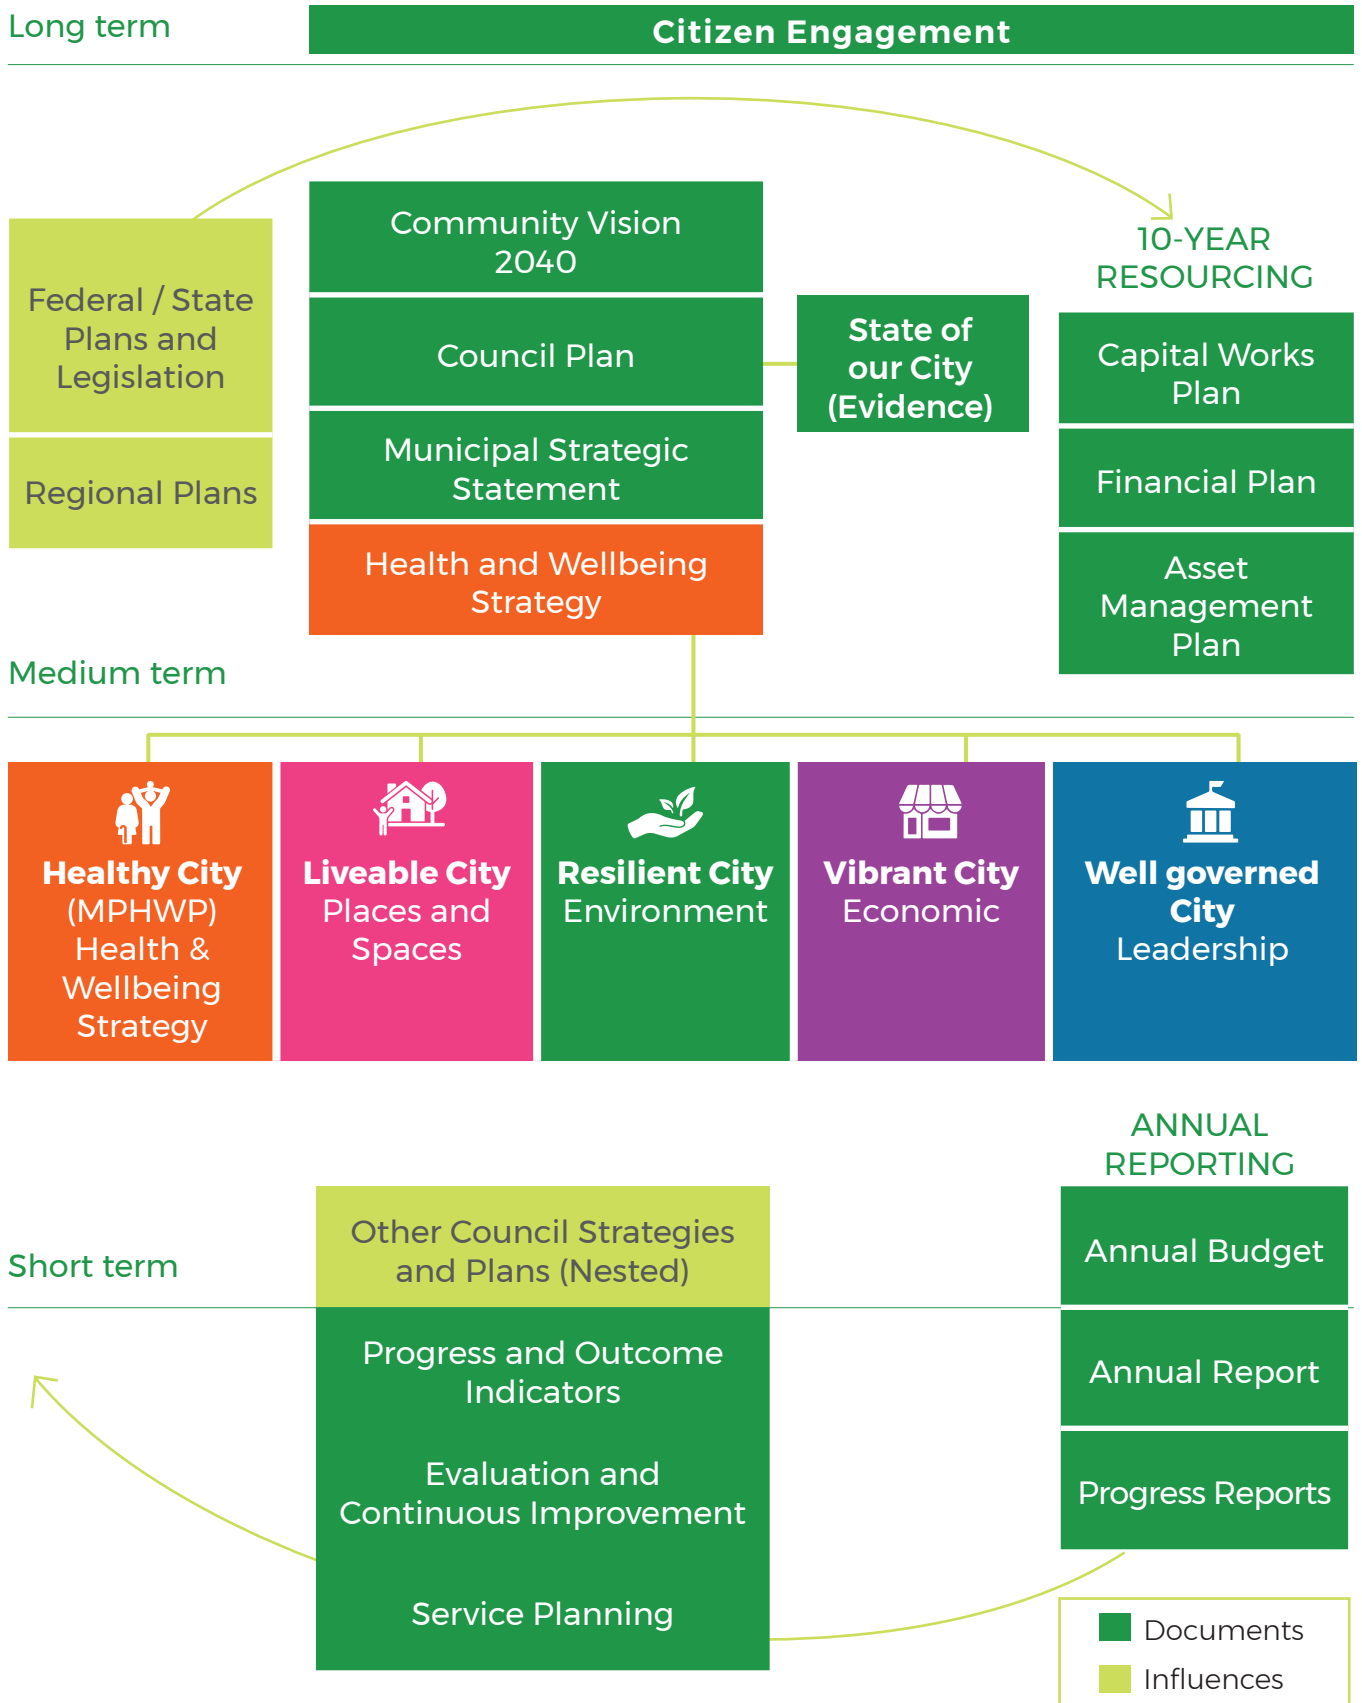 Long term
Citizen Engagement
Federal / State
Plans and
Legislation
Regional Plans
Community Vision
2040
Council Plan
Municipal Strategic
Statement
Health and Wellbeing
Strategy
State of
our City
(Evidence)
10-YEAR
RESOURCING
Capital Works
Plan
Financial Plan
Asset
Management
Plan
Medium term
Healthy City
(MPHWP)
Health &
Wellbeing
Strategy
Liveable City
Places and
Spaces
Resilient City
Environment
Vibrant City
Economic
Well governed
City
Leadership
Short term
Other Council Strategies
and Plans (Nested)
Progress and Outcome
Indicators
Evaluation and
Continuous Improvement
Service Planning
ANNUAL
REPORTING
Annual Budget
Annual Report
Progress Reports
Documents
Influences